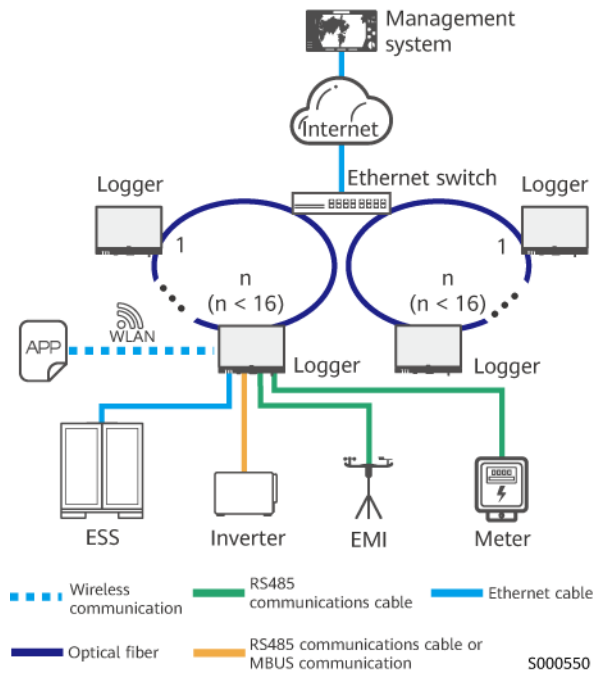 Management
system
Internet
Ethernet switch
Logger
Logger
1
1
n
(n < 16)
n
(n < 16)
WLAN
APP
Logger
Logger
ESS
Inverter
EMI
Meter
Wireless
communication
RS485
communications cable
Ethernet cable
Optical fiber
RS485 communications cable or
MBUS communication
S000550